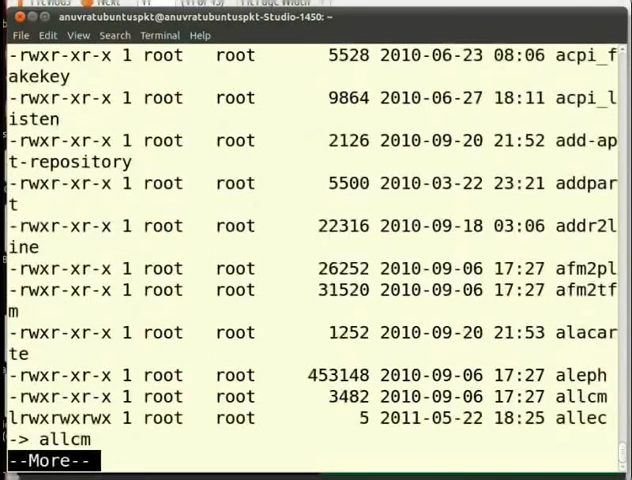 anuvratubuntuspkt@anuvratubuntuspkt-Studio-1450: ~
File Edit View Search Terminal Help
-rwxr-xr-x 1 root root 5528 2010-06-23 08:06 acpi_f
akekey
-rwxr-xr-x 1 root root 9864 2010-06-27 18:11 acpi_l
isten
-rwxr-xr-x 1 root root 2126 2010-09-20 21:52 add-ap
t-repository
-rwxr-xr-x 1 root root 5500 2010-03-22 23:21 addpar
t
-rwxr-xr-x 1 root root 22316 2010-09-18 03:06 addr2l
ine
-rwxr-xr-x 1 root root 26252 2010-09-06 17:27 afm2pl
-rwxr-xr-x 1 root root 31520 2010-09-06 17:27 afm2tf
m
-rwxr-xr-x 1 root root 1252 2010-09-20 21:53 alacar
te
-rwxr-xr-x 1 root root 453148 2010-09-06 17:27 aleph
-rwxr-xr-x 1 root root 3482 2010-09-06 17:27 allcm
lrwxrwxrwx 1 root root 5 2011-05-22 18:25 allec
-> allcm
--More--